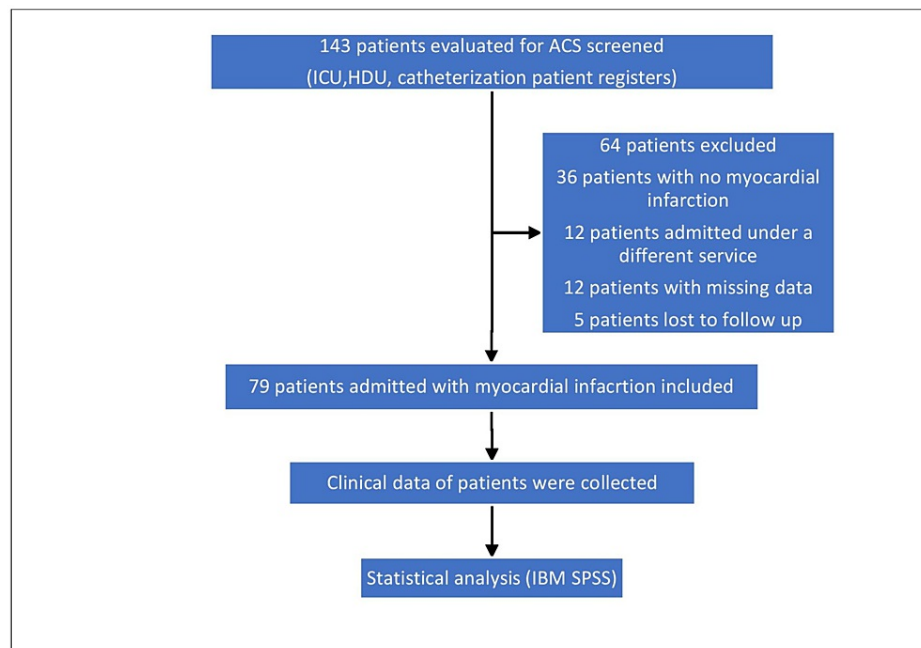 143 patients evaluated for ACS screened
(ICU,HDU, catheterization patient registers)
64 patients excluded
36 patients with no myocardial
infarction
12 patients admitted under a
different service
12 patients with missing data
5 patients lost to follow up
79 patients admitted with myocardial infacrtion included
Clinical data of patients were collected
Statistical analysis (IBM SPSS)